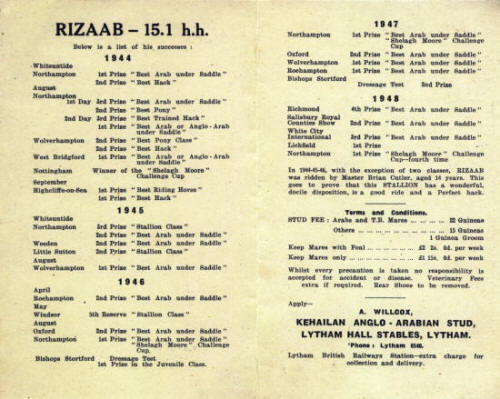 RIZAAB – 15.1 h.h.
Below is a list of his successes :
1944
Whitsuntide
Northampton 1st Prize "Best Arab under Saddle"
2nd Prize "Best Hack"
August
Northampton
1st Day 3rd Prize "Best Arab under Saddle"
2nd Prize "Best Pony"
2nd Day 3rd Prize "Best Trained Hack"
1st Prize "Best Arab or Anglo-Arab
under Saddle"
Wolverhampton 2nd Prize "Best Pony Class"
2nd Prize "Best Hack"
West Bridgford 1st Prize "Best Arab or Anglo-Arab
under Saddle"
Nottingham Winner of the "Shelagh Moore"
Challenge Cup
September
Highcliffe-on-Sea 1st Prize "Best Riding Horse"
1st Prize "Best Hack"
1945
Whitsuntide
Northampton 3rd Prize "Stallion Class"
2nd Prize "Best Arab under Saddle"
Weedon 2nd Prize "Best Arab under Saddle"
Little Sutton 2nd Prize "Stallion Class"
August
Wolverhampton 1st Prize "Best Arab under Saddle"
1946
April
Roehampton 2nd Prize "Best Arab under Saddle"
May
Windsor 5th Reserve "Stallion Class"
August
Oxford 2nd Prize "Best Arab under Saddle"
Northampton 1st Prize "Best Arab under Saddle"
"Shelagh Moore" Challenge
Cup.
Bishops Stortford Dressage Test
1st Prize in the Juvenile Class.
1947
Northampton 1st Prize "Best Arab under Saddle"
"Shelagh Moore" Challenge
Cup
Oxford 2nd Prize "Best Arab under Saddle"
Wolverhampton 1st Prize "Best Arab under Saddle"
Roehampton 1st Prize "Best Arab under Saddle"
Bishops Stortford
Dressage Test 2nd Prize
1948
Richmond 4th Prize "Best Arab under Saddle"
Salisbury Royal
Counties Show 2nd Prize "Best Arab under Saddle"
White City
International 2nd Prize "Best Arab under Saddle"
Lichfield 1st Prize
Northampton 1st Prize "Best Arab under Saddle"
"Shelagh Moore" Challenge
Cup—fourth time
In 1944-45-46, with the exception of two classes, RIZAAB
was ridden by Master Brian Cutler, aged 14 years. This
goes to prove that this STALLION has a wonderful,
docile disposition, is a good ride and a Perfect hack.
Terms and Conditions.
STUD FEE : Arabs and T.B. Mares ... ... ... 22 Guineas
Others ... ... ... ... ... 15 Guineas
1 Guinea Groom
Keep Mares with Foal ... ... ... £2 2s. 0d. per week
Keep Mares only ... ... ... ... £1 15s. 0d. per week
Whilst every precaution is taken no responsibility is
accepted for accident or disease. Veterinary Fees
extra if required. Rear Shoes to be removed.
Apply—
A. WILLCOX,
KEHAILAN ANGLO - ARABIAN STUD,
LYTHAM HALL STABLES, LYTHAM.
'Phone : Lytham
Lytham British Railways Station—extra charge for
collection and delivery.